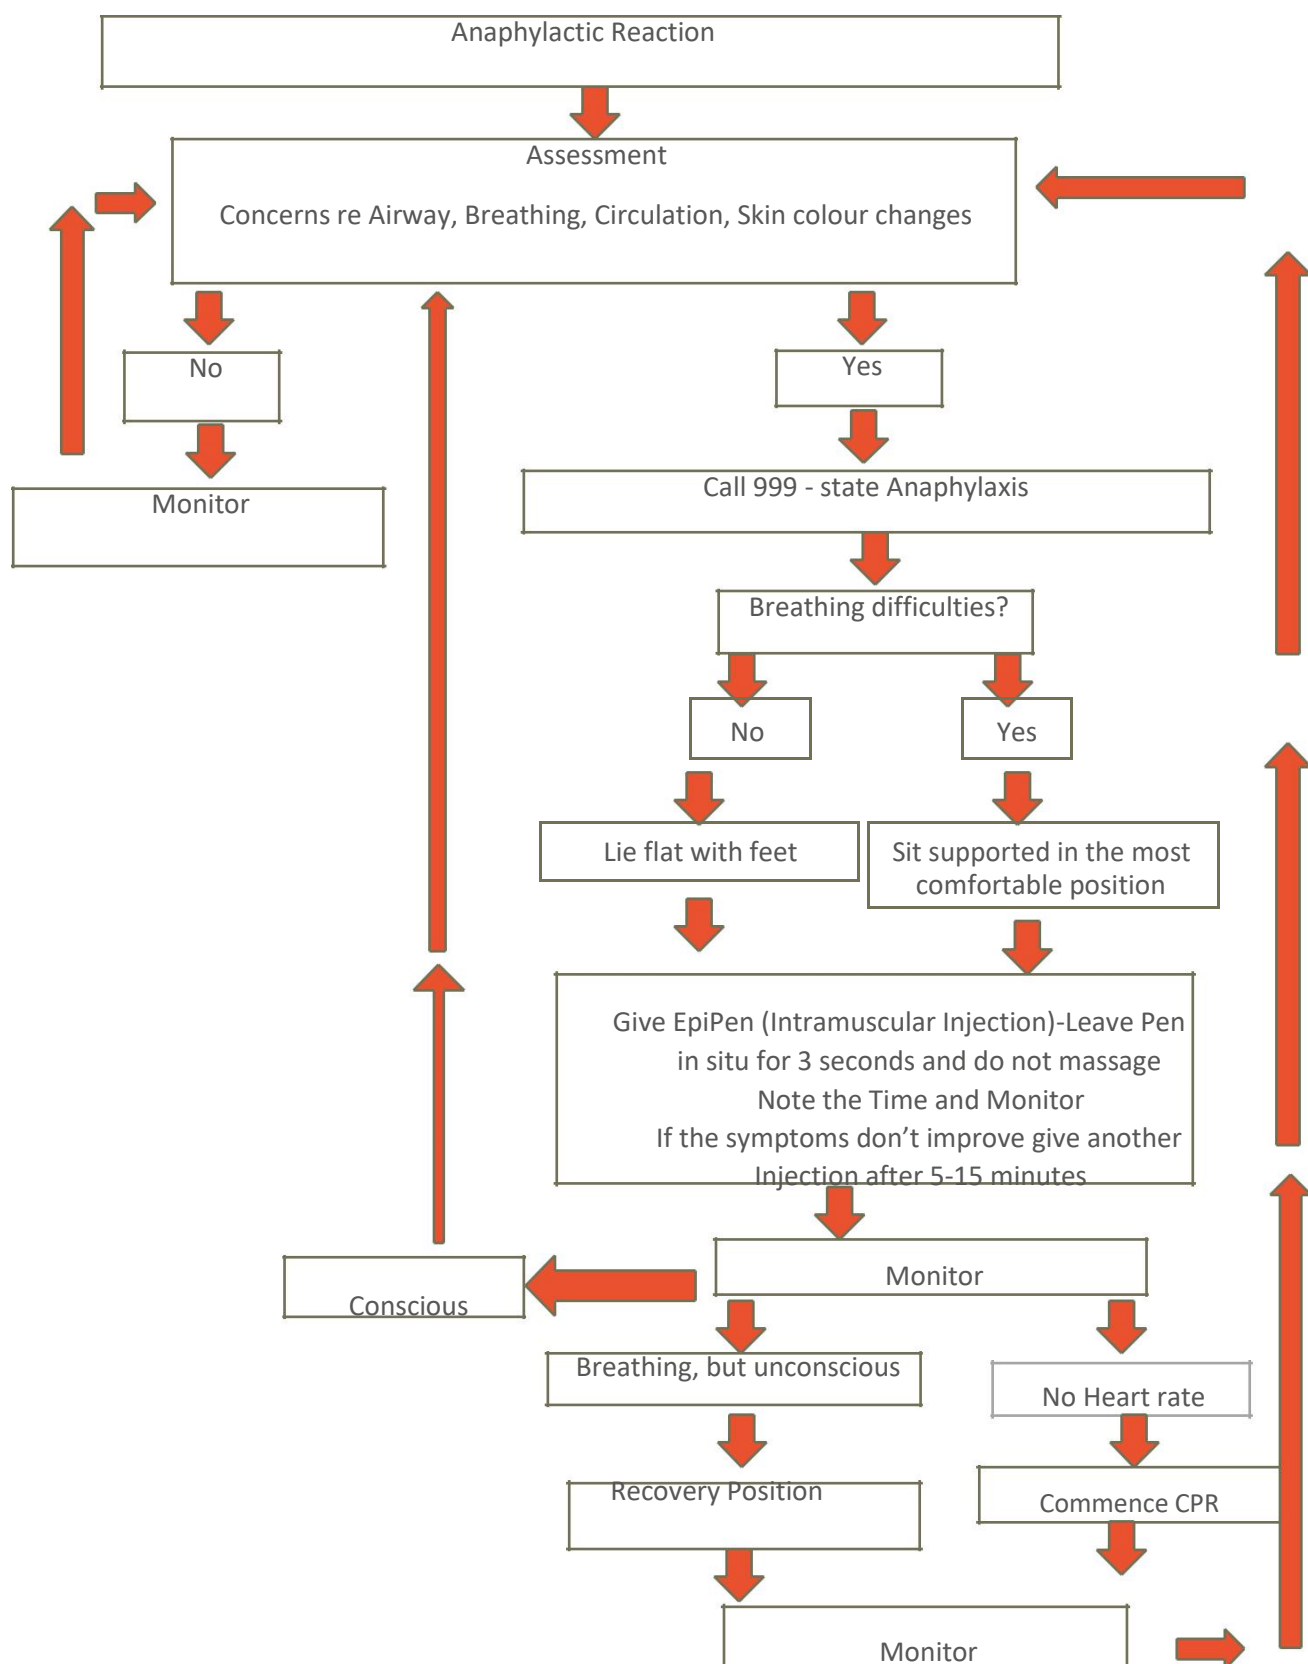 Anaphylactic Reaction
Assessment
Concerns re Airway, Breathing, Circulation, Skin colour changes
No
Yes
Monitor
Call 999 - state Anaphylaxis
Breathing difficulties?
No
Yes
Lie flat with feet
Sit supported in the most
comfortable position
Give EpiPen (Intramuscular Injection)-Leave Pen
in situ for 3 seconds and do not massage
Note the Time and Monitor
If the symptoms don’t improve give another
Injection after 5-15 minutes
Monitor
Conscious
Breathing, but unconscious
No Heart rate
Recovery Position
Commence CPR
Monitor